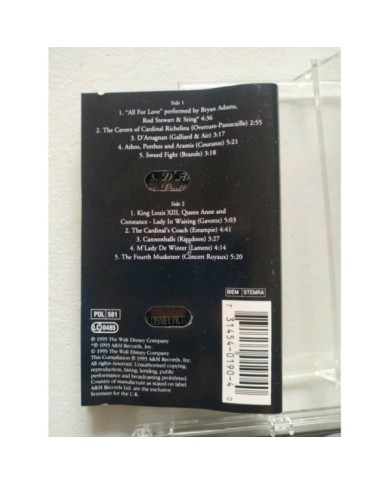 Side 1
1. "All For Love" performed by Bryan Adams,
Rod Stewart & Sting* 4:36
2. The Cavern of Cardinal Richelieu (Overture-Passacaille) 2:55
3. D'Artagnan (Galliard & Air) 3:17
4. Athos, Porthos and Aramis (Courante) 5:21
5. Sword Fight (Bransle) 3:18
Side 2
1. King Louis XIII, Queen Anne and
Constance - Lady In Waiting (Gavotte) 5:03
2. The Cardinal's Coach (Estampie) 4:41
3. Cannonballs (Rigadoon) 3:27
4. M'Lady De Winter (Lament) 4:14
5. The Fourth Musketeer (Concert Royaux) 5:20
PDL 581
LC 0485
BIEM STEMRA
℗ 1993 The Walt Disney Company
*℗ 1993 A&M Records, Inc.
© 1993 The Walt Disney Company
This Compilation ℗ 1993 A&M Records, Inc.
All rights reserved. Unauthorised copying,
reproduction, hiring, lending, public
performance and broadcasting prohibited.
Country of manufacture as stated on label
A&M Records Ltd. are the exclusive
licensees for the U.K.
7 31454-0190-4 0